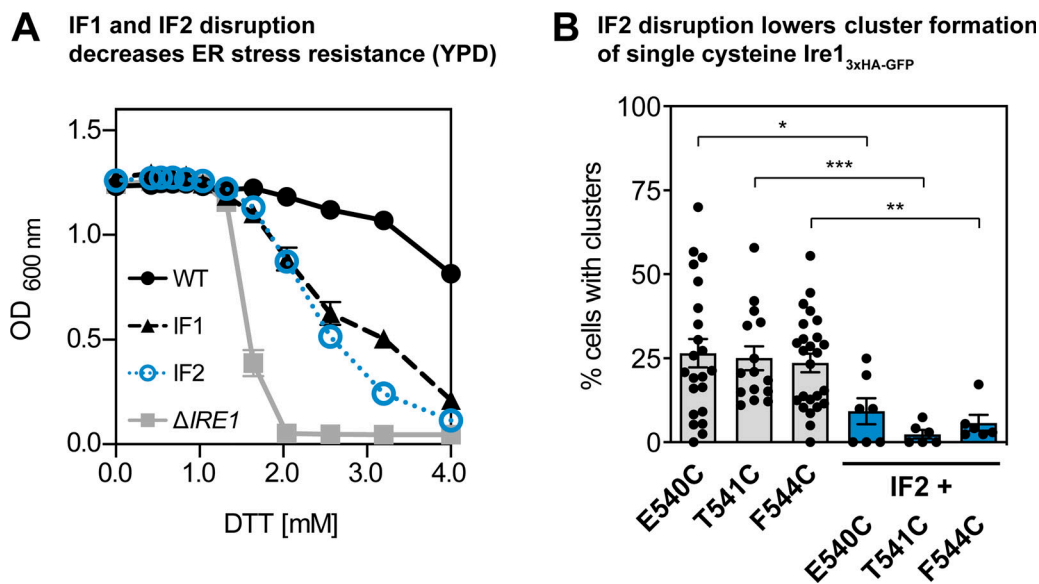 A
IF1 and IF2 disruption
decreases ER stress resistance (YPD)
OD 600 nm
1.5
1.0
0.5
0.0
WT
IF1
IF2
ΔIRE1
0.0 1.0 2.0 3.0 4.0
DTT [mM]
B
IF2 disruption lowers cluster formation
of single cysteine Ire1 3xHA-GFP
% cells with clusters
100
75
50
25
0
*
***
**
E540C T541C F544C
IF2 +
E540C T541C F544C